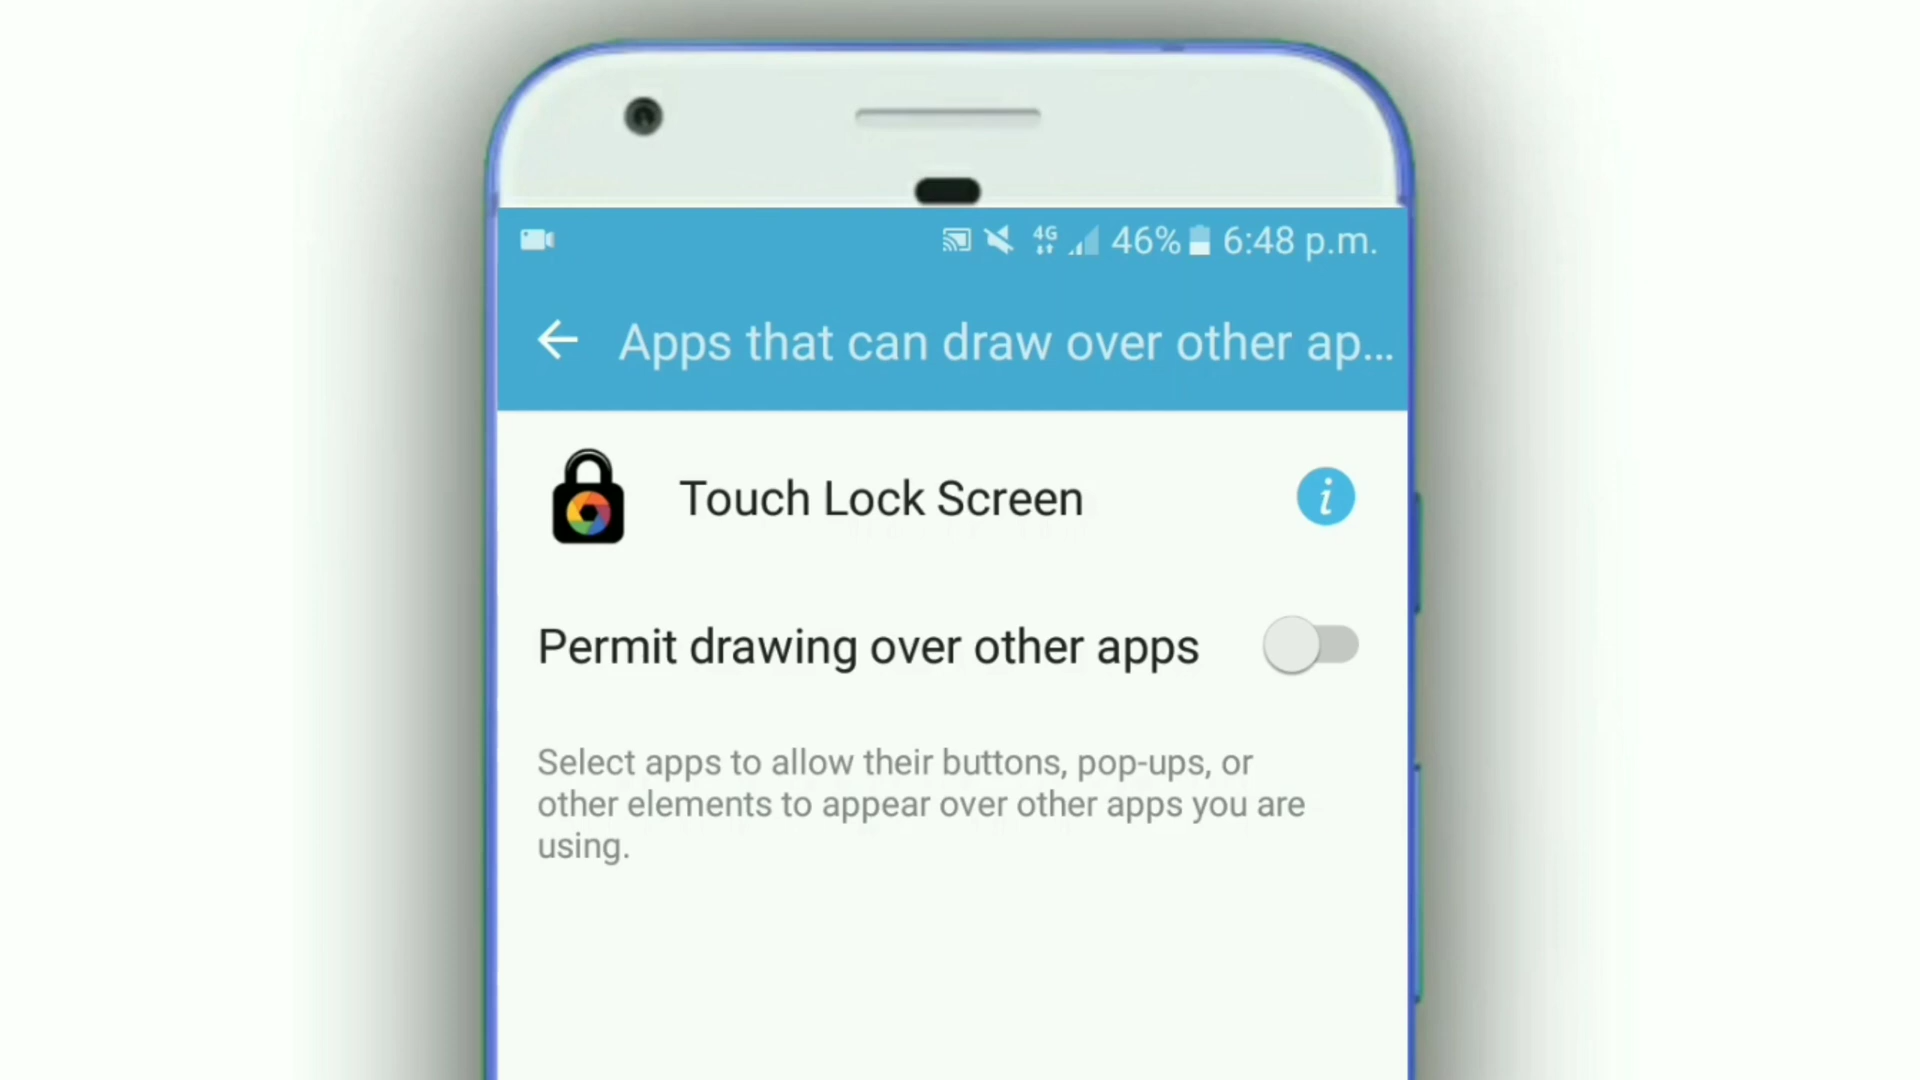 4G 46% 6:48 p.m.
Apps that can draw over other ap...
Touch Lock Screen
i
Permit drawing over other apps
Select apps to allow their buttons, pop-ups, or
other elements to appear over other apps you are
using.